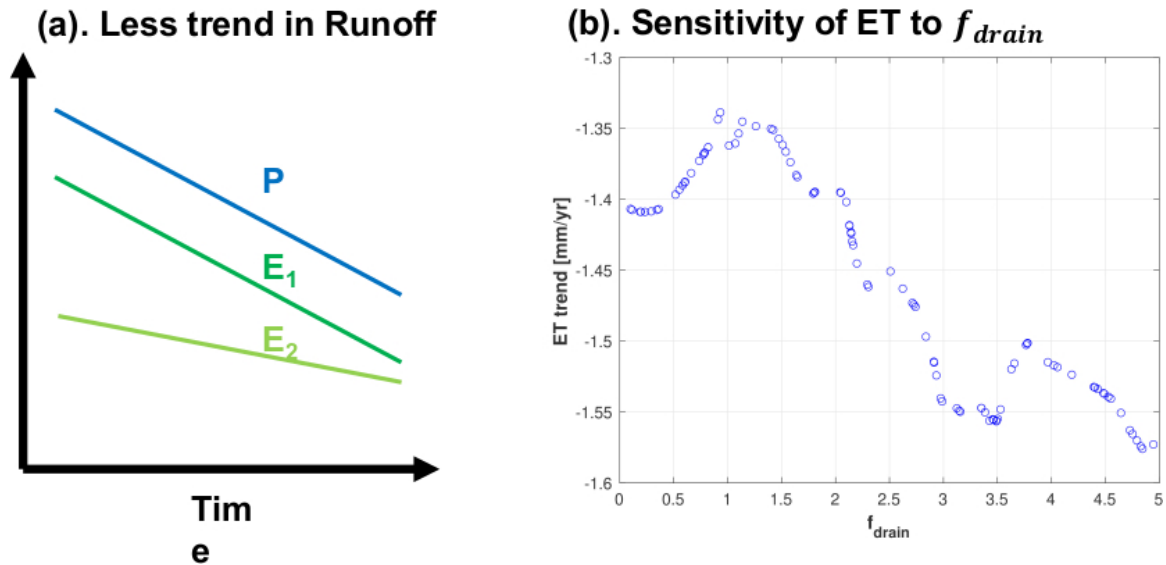 (a). Less trend in Runoff
P
E₁
E₂
Tim
e
(b). Sensitivity of ET to f_drain
ET trend [mm/yr]
-1.3
-1.35
-1.4
-1.45
-1.5
-1.55
-1.6
0 0.5 1 1.5 2 2.5 3 3.5 4 4.5 5
f_drain